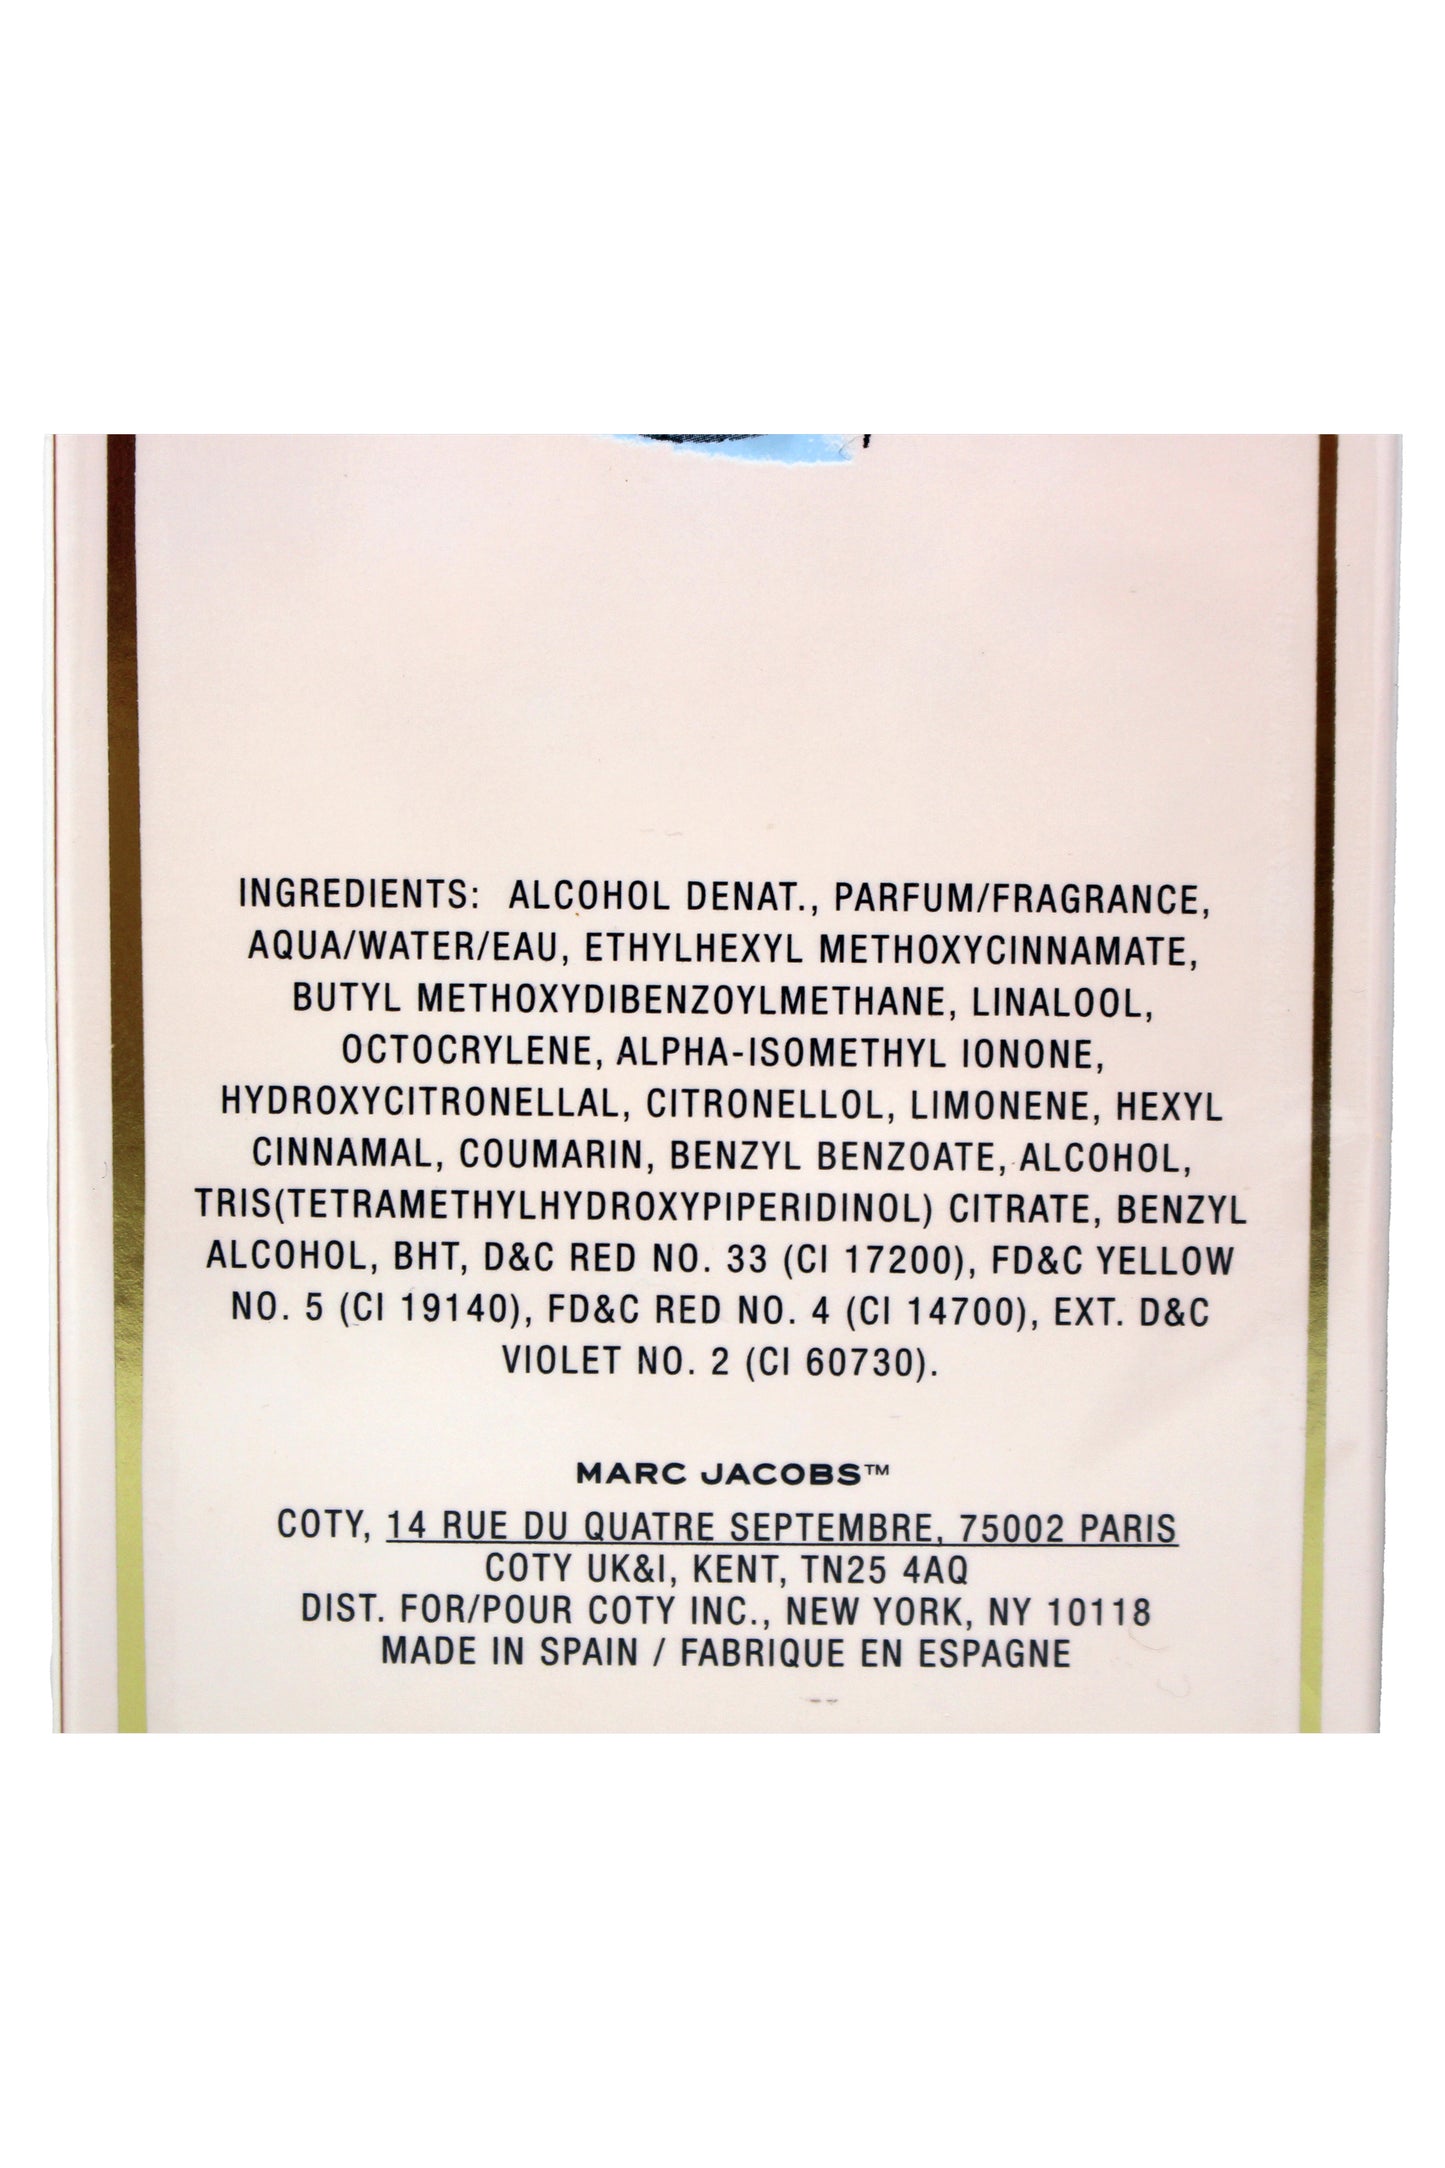 INGREDIENTS: ALCOHOL DENAT., PARFUM/FRAGRANCE,
AQUA/WATER/EAU, ETHYLHEXYL METHOXYCINNAMATE,
BUTYL METHOXYDIBENZOYLMETHANE, LINALOOL,
OCTOCRYLENE, ALPHA-ISOMETHYL IONONE,
HYDROXYCITRONELLAL, CITRONELLOL, LIMONENE, HEXYL
CINNAMAL, COUMARIN, BENZYL BENZOATE, ALCOHOL,
TRIS(TETRAMETHYLHYDROXYPIPERIDINOL) CITRATE, BENZYL
ALCOHOL, BHT, D&C RED NO. 33 (CI 17200), FD&C YELLOW
NO. 5 (CI 19140), FD&C RED NO. 4 (CI 14700), EXT. D&C
VIOLET NO. 2 (CI 60730).
MARC JACOBS™
COTY, 14 RUE DU QUATRE SEPTEMBRE, 75002 PARIS
COTY UK&I, KENT, TN25 4AQ
DIST. FOR/POUR COTY INC., NEW YORK, NY 10118
MADE IN SPAIN / FABRIQUE EN ESPAGNE